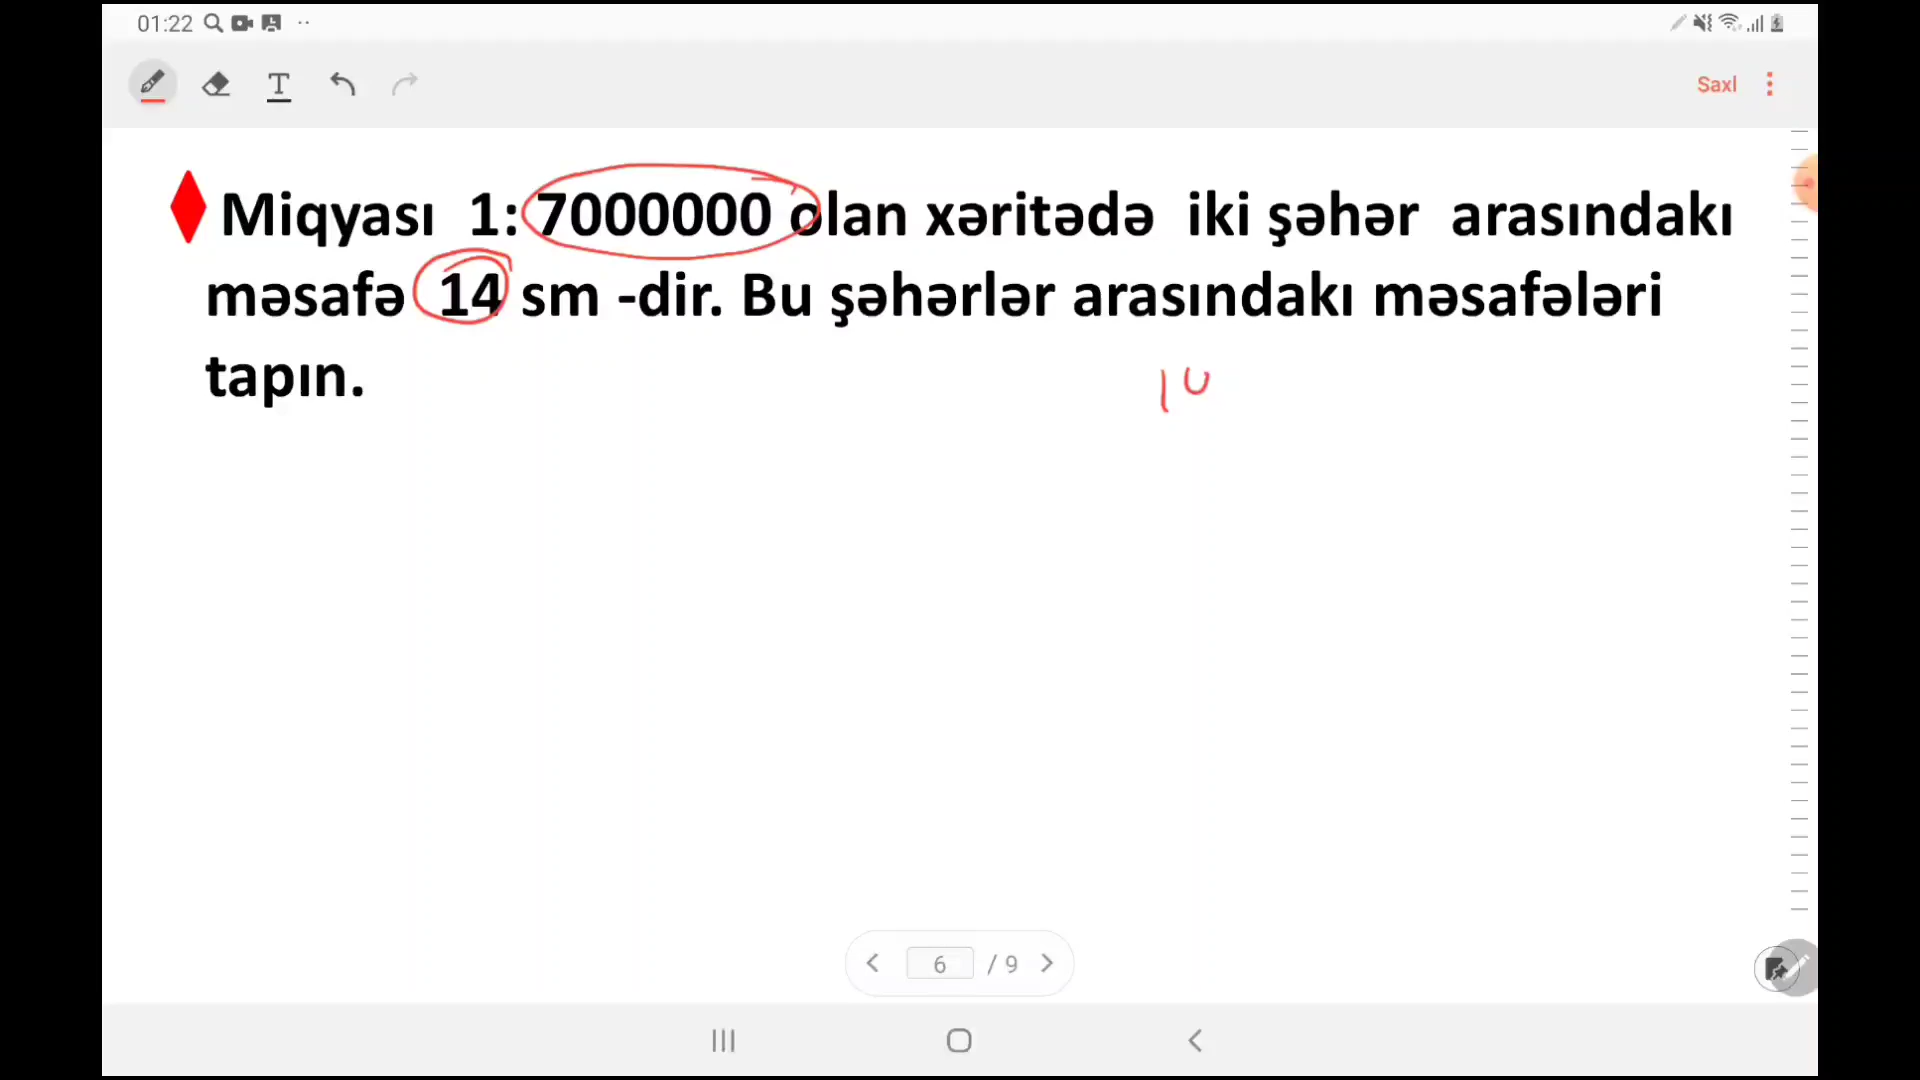 01:22
T
Saxl
Miqyası 1: 7000000 olan xəritədə iki şəhər arasındakı
məsafə 14 sm -dir. Bu şəhərlər arasındakı məsafələri
tapın.
6 / 9